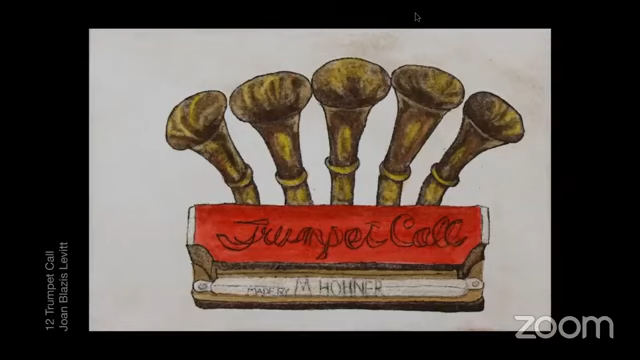 Trumpet Call
MADE BY M. HOHNER
12 Trumpet Call
Joan Blazis Levitt
zoom